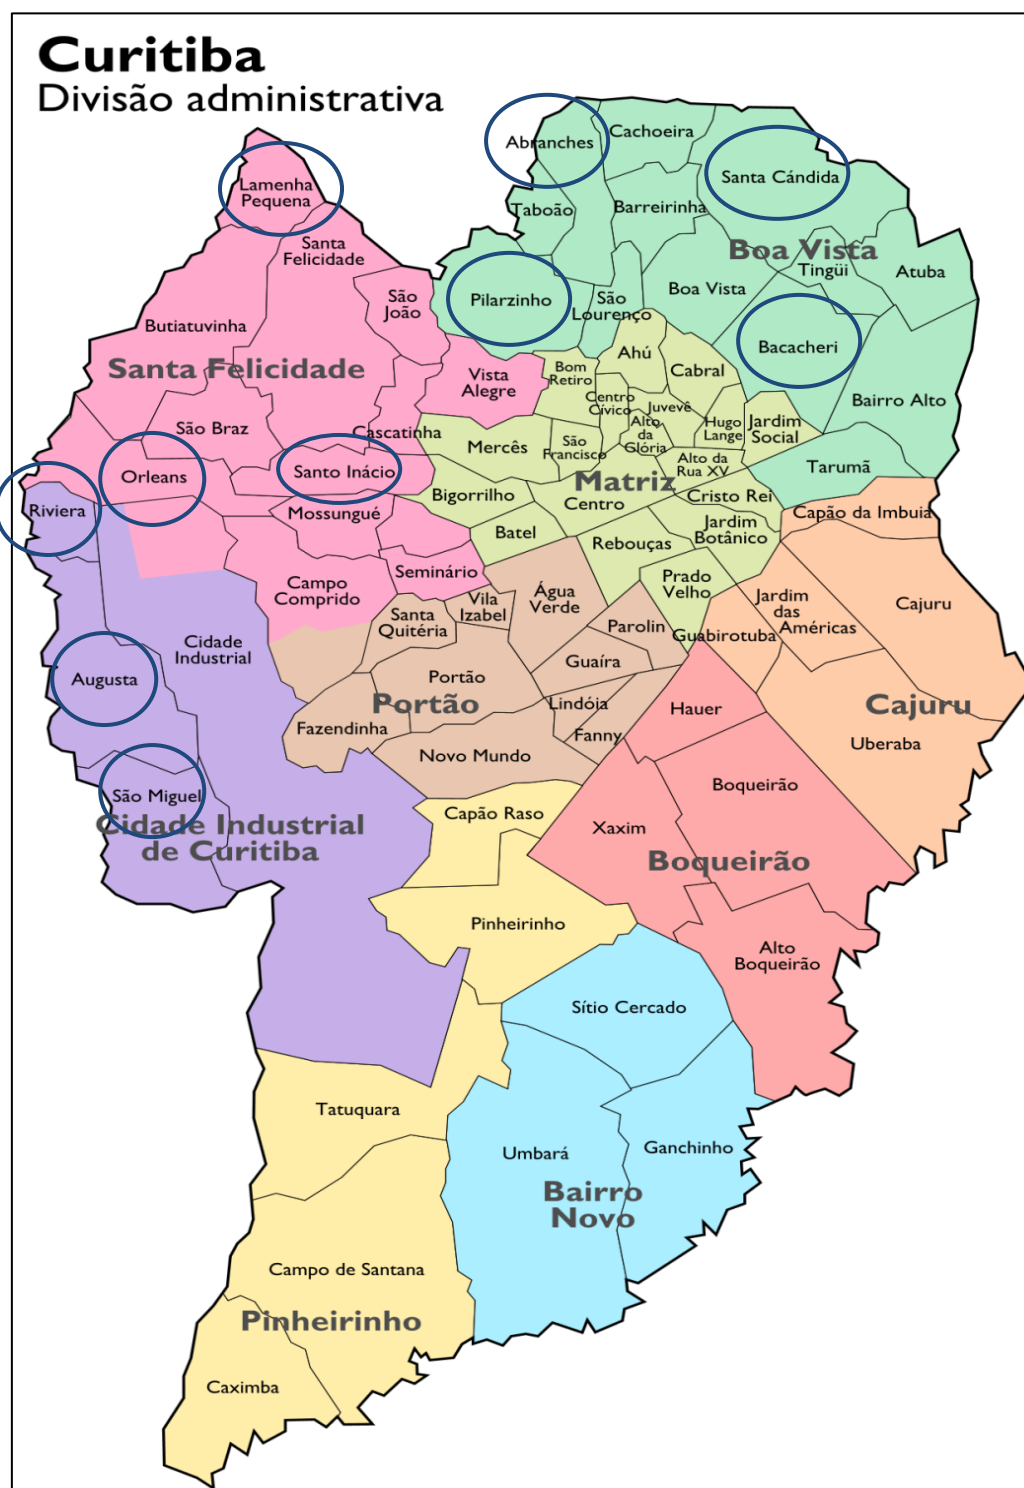 Curitiba
Divisão administrativa
Abranches
Cachoeira
Santa Cándida
Lamenha
Pequena
Taboão
Barreirinha
Santa
Felicidade
Boa Vista
Tingüi
Atuba
São
João
Pilarzinho
São
Lourenço
Boa Vista
Butiatuvinha
Bacacheri
Santa Felicidade
Vista
Alegre
Bom
Retiro
Ahú
Cabral
Centro
Cívico
Juvevê
Bairro Alto
São Braz
Cascatinha
Mercês
São
Francisco
Alto
da
Glória
Hugo
Lange
Jardim
Social
Orleans
Santo Inácio
Alto da
Rua XV
Tarumã
Matriz
Bigorrilho
Centro
Cristo Rei
Riviera
Mossungué
Capão da Imbuia
Batel
Rebouças
Jardim
Botânico
Seminário
Campo
Comprido
Prado
Velho
Água
Verde
Vila
Izabel
Santa
Quitéria
Jardim
das
Américas
Cajuru
Parolin
Guabirotuba
Cidade
Industrial
Guaíra
Augusta
Portão
Portão
Lindóia
Hauer
Cajuru
Fazendinha
Fanny
Uberaba
Novo Mundo
Boqueirão
São Miguel
Capão Raso
Cidade Industrial
de Curitiba
Xaxim
Boqueirão
Pinheirinho
Alto
Boqueirão
Sítio Cercado
Tatuquara
Umbará
Ganchinho
Bairro
Novo
Campo de Santana
Pinheirinho
Caximba